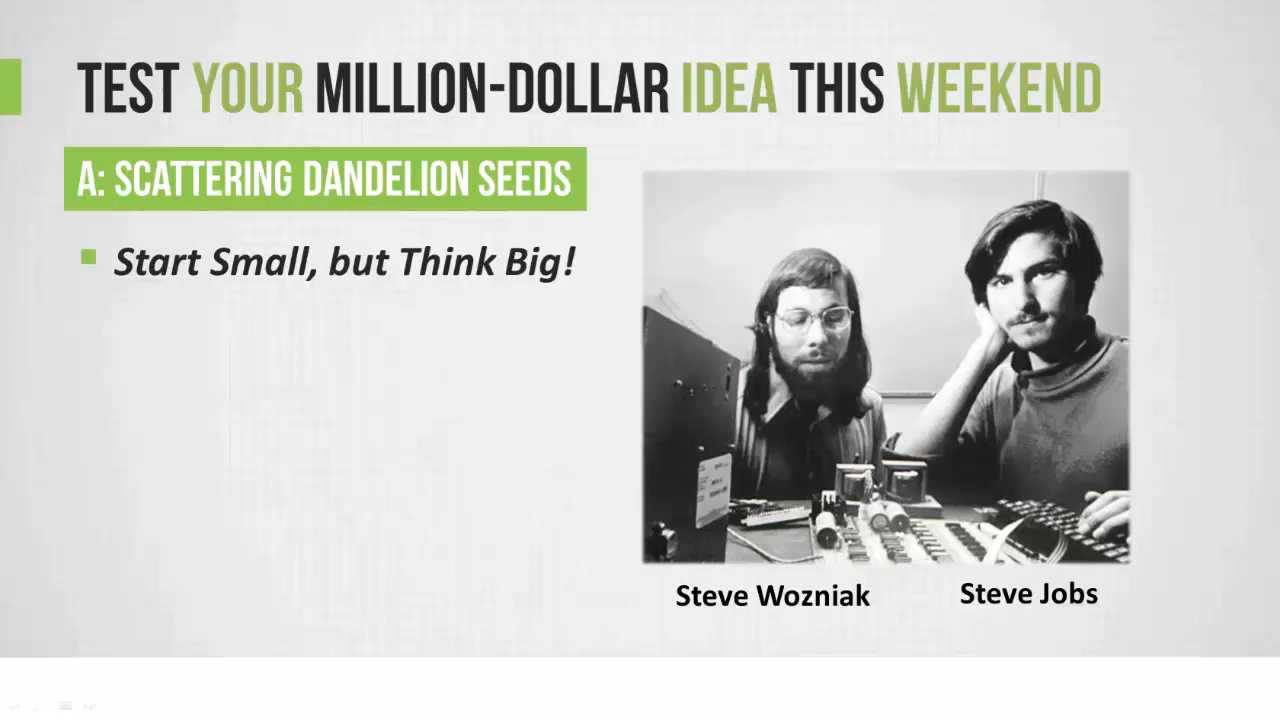 TEST YOUR MILLION-DOLLAR IDEA THIS WEEKEND
A: SCATTERING DANDELION SEEDS
Start Small, but Think Big!
Steve Wozniak
Steve Jobs